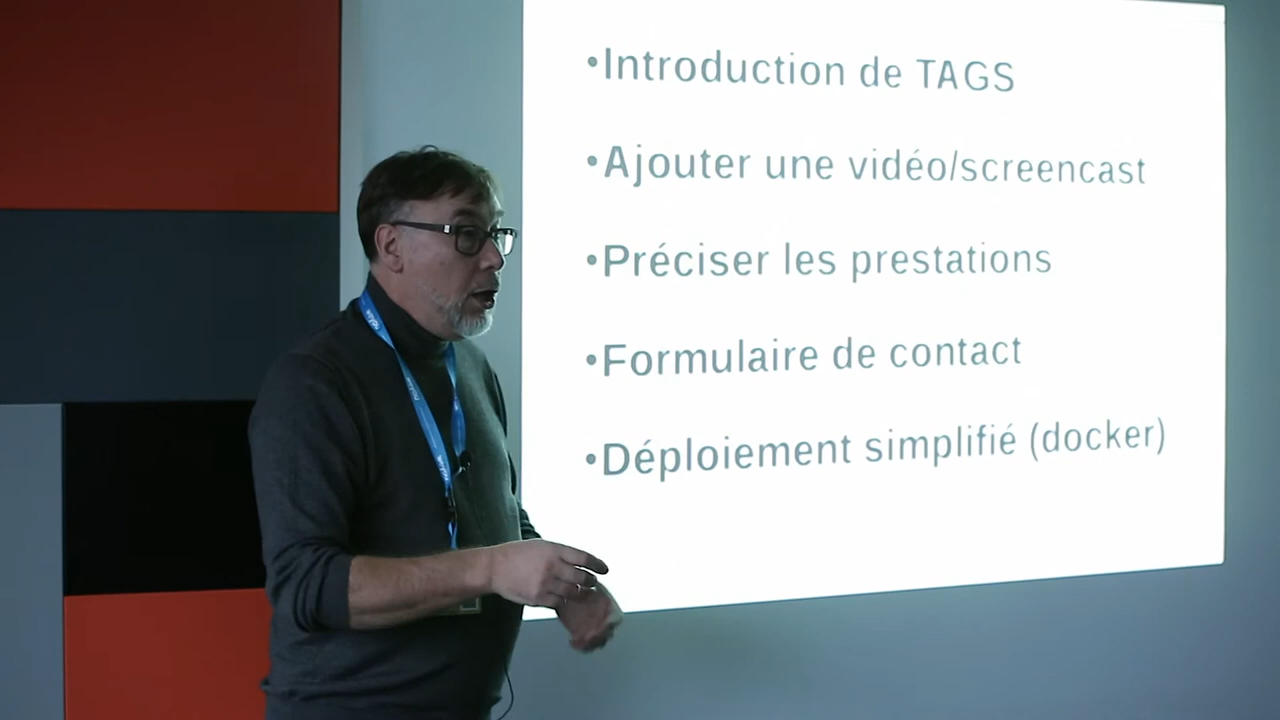 •Introduction de TAGS
•Ajouter une vidéo/screencast
•Préciser les prestations
•Formulaire de contact
•Déploiement simplifié (docker)